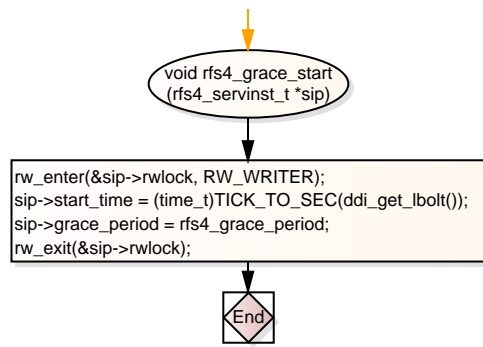 void rfs4_grace_start
(rfs4_servinst_t *sip)
rw_enter(&sip->rwlock, RW_WRITER);
sip->start_time = (time_t)TICK_TO_SEC(ddi_get_lbolt());
sip->grace_period = rfs4_grace_period;
rw_exit(&sip->rwlock);
End